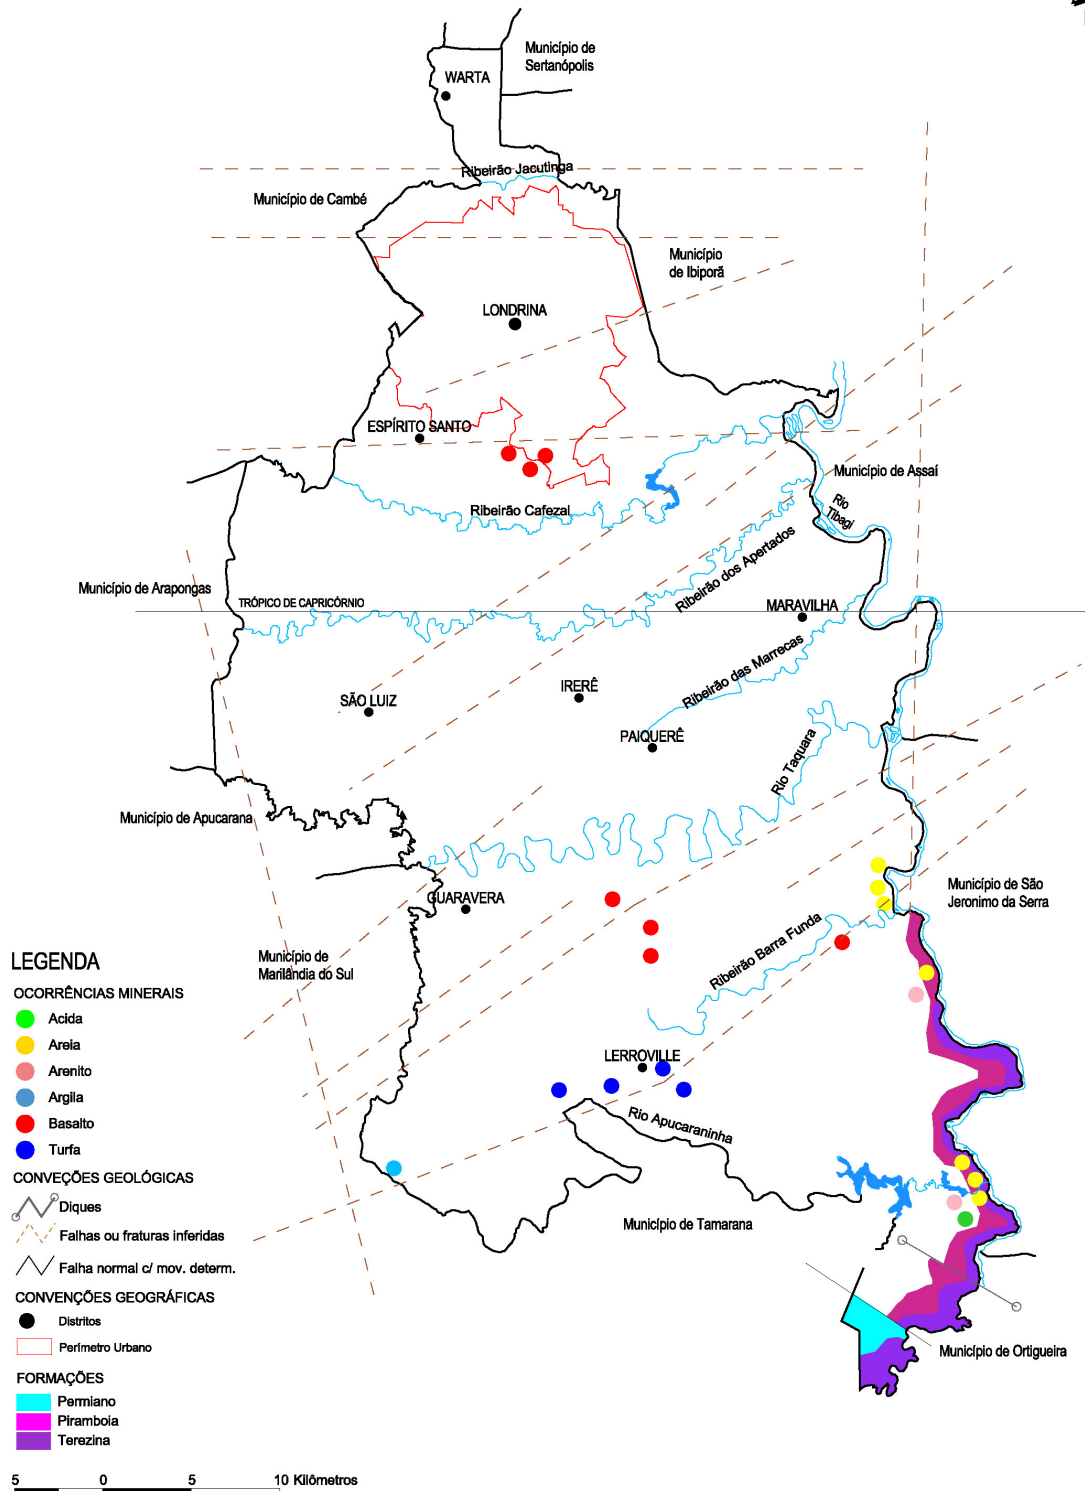 Município de
Sertanópolis
WARTA
Ribeirão Jacutinga
Município de Cambé
Município
de Ibiporã
LONDRINA
ESPÍRITO SANTO
Município de Assaí
Ribeirão Cafezal
Rio
Tibagi
Ribeirão dos Apertados
Município de Arapongas
TRÓPICO DE CAPRICÓRNIO
MARAVILHA
Ribeirão das Marrecas
IRERÊ
SÃO LUIZ
PAIQUERÊ
Rio Taquara
Município de Apucarana
Município de São
Jeronimo da Serra
GUARAVERA
Ribeirão Barra Funda
Município de
Marilândia do Sul
LERROVILLE
Rio Apucaraninha
Município de Tamarana
Município de Ortigueira
LEGENDA
OCORRÊNCIAS MINERAIS
Acida
Areia
Arenito
Argila
Basalto
Turfa
CONVEÇÕES GEOLÓGICAS
Diques
Falhas ou fraturas inferidas
Falha normal c/ mov. determ.
CONVENÇÕES GEOGRÁFICAS
Distritos
Perímetro Urbano
FORMAÇÕES
Permiano
Piramboia
Terezina
5 0 5 10 Kilômetros